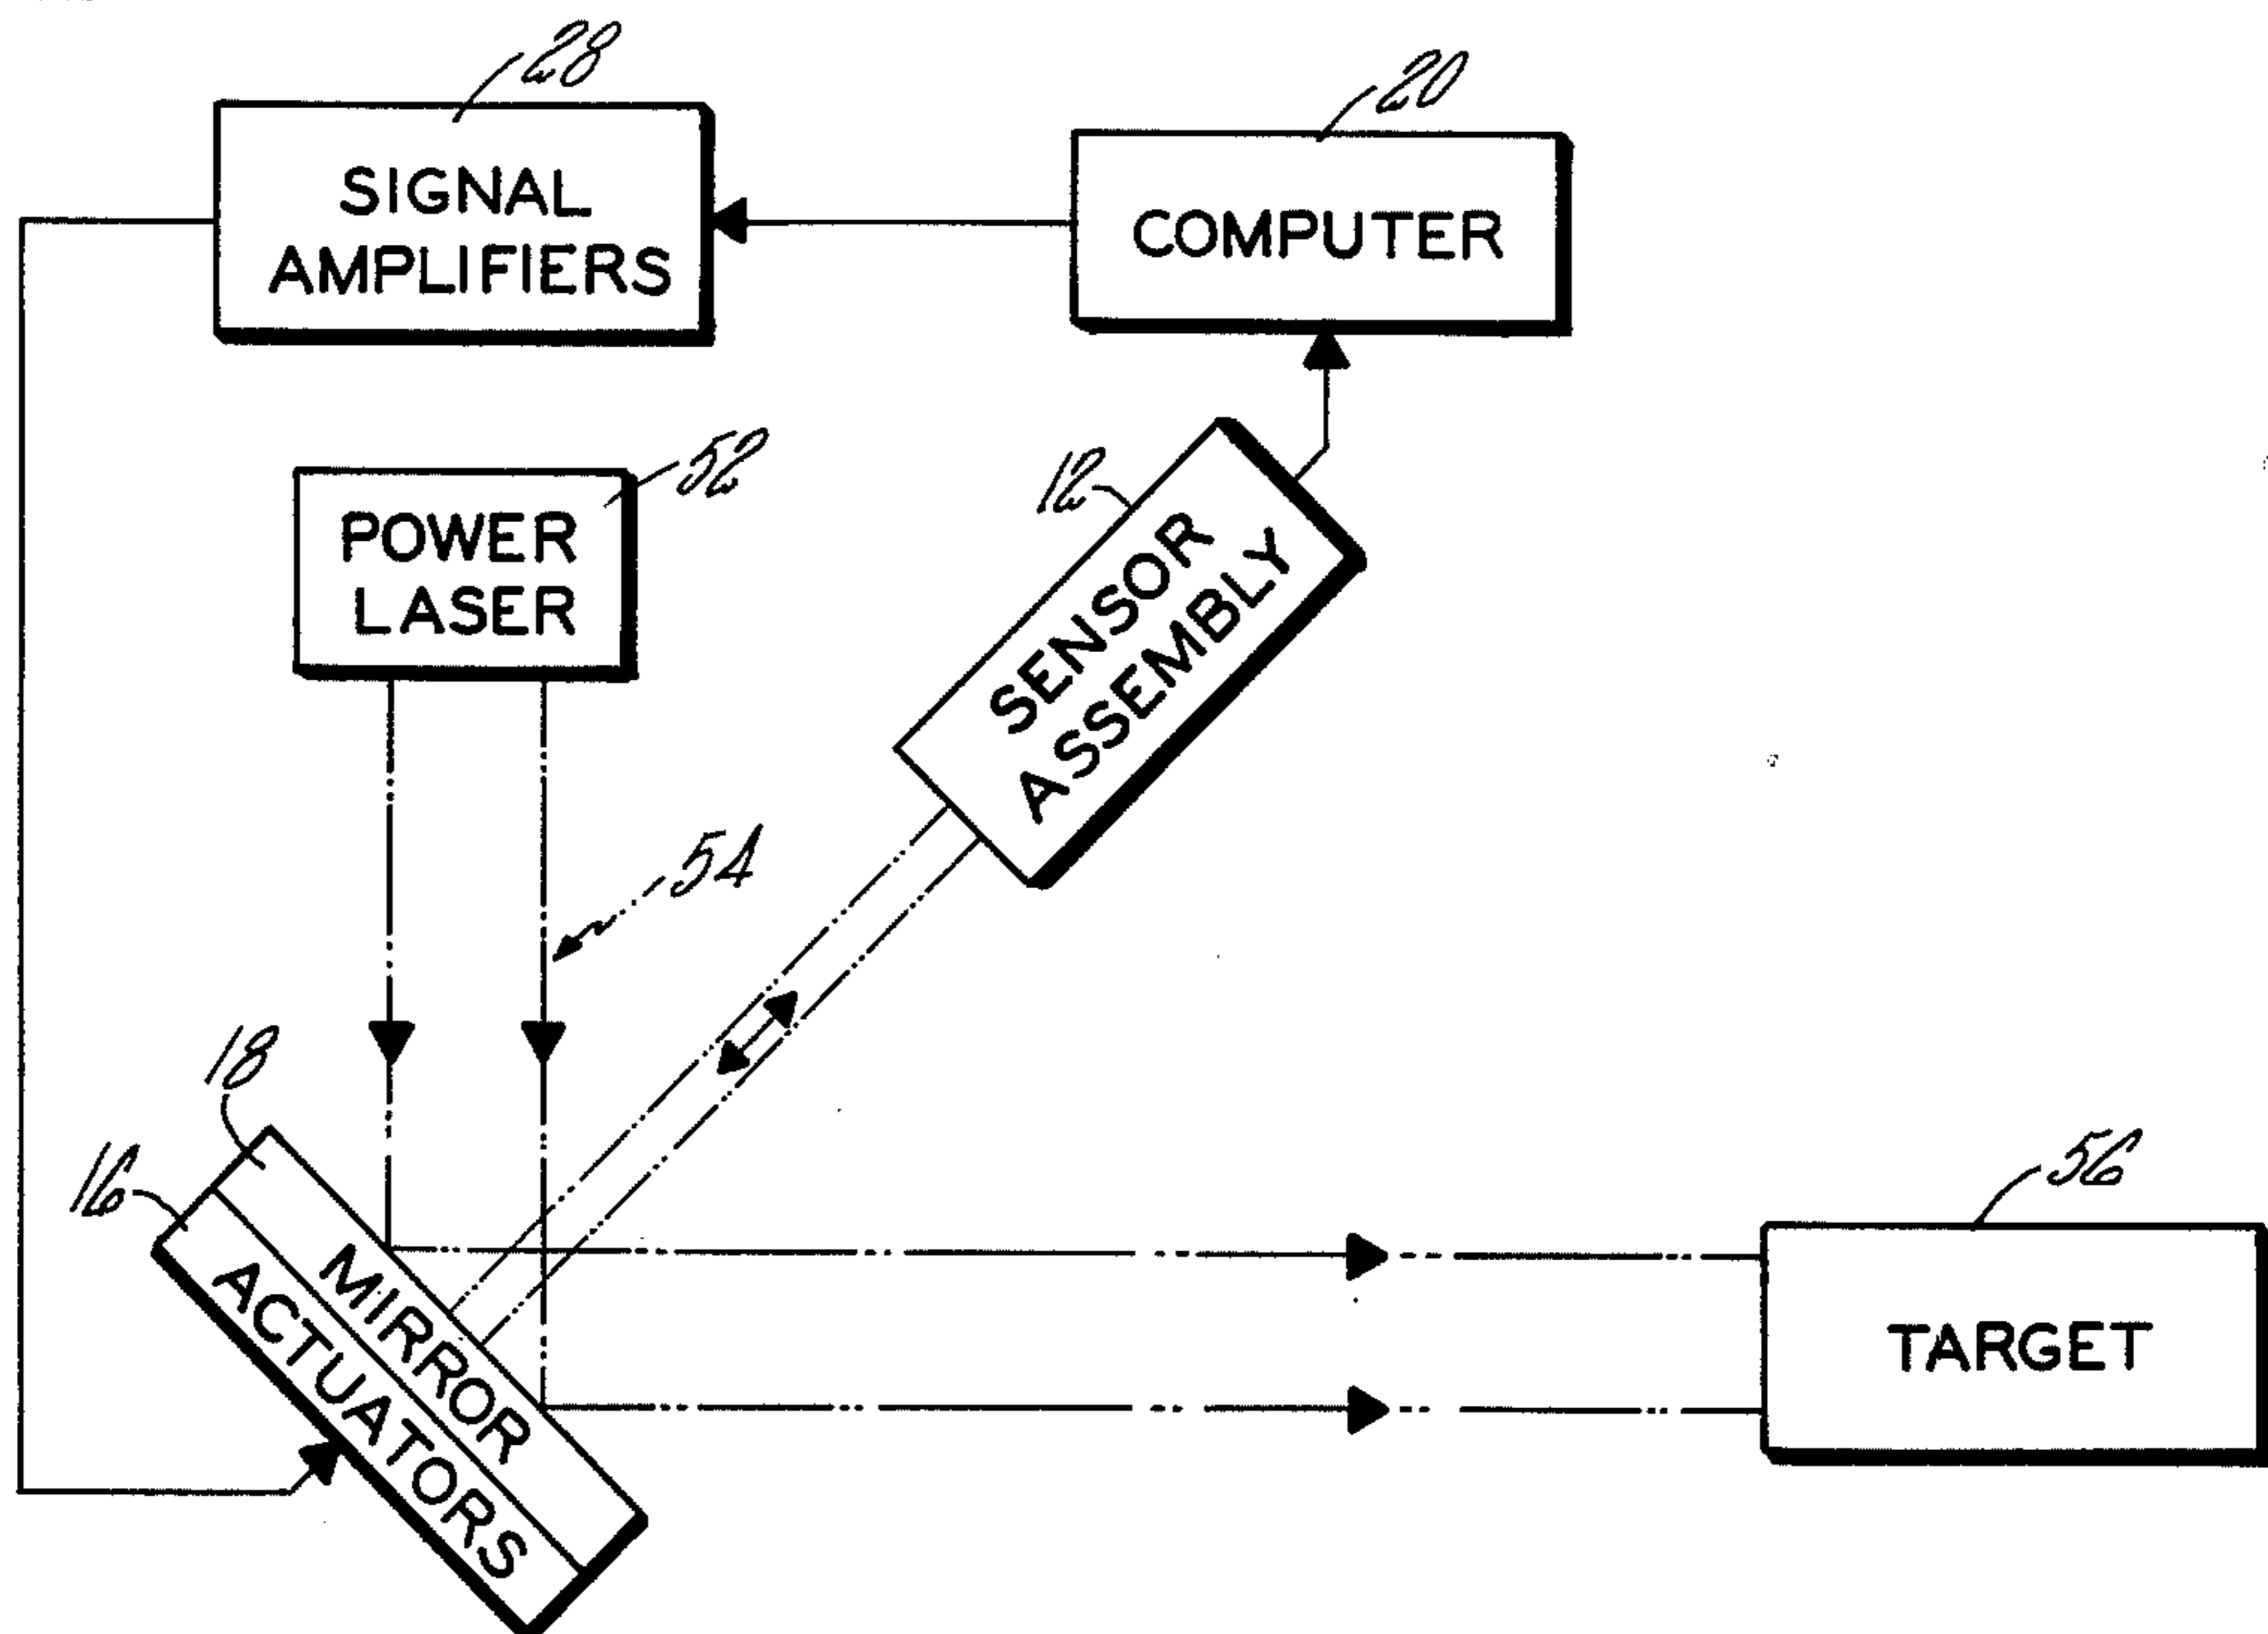 28
20
SIGNAL
AMPLIFIERS
COMPUTER
52
12
POWER
LASER
SENSOR
ASSEMBLY
54
18
16
56
MIRROR
ACTUATORS
TARGET